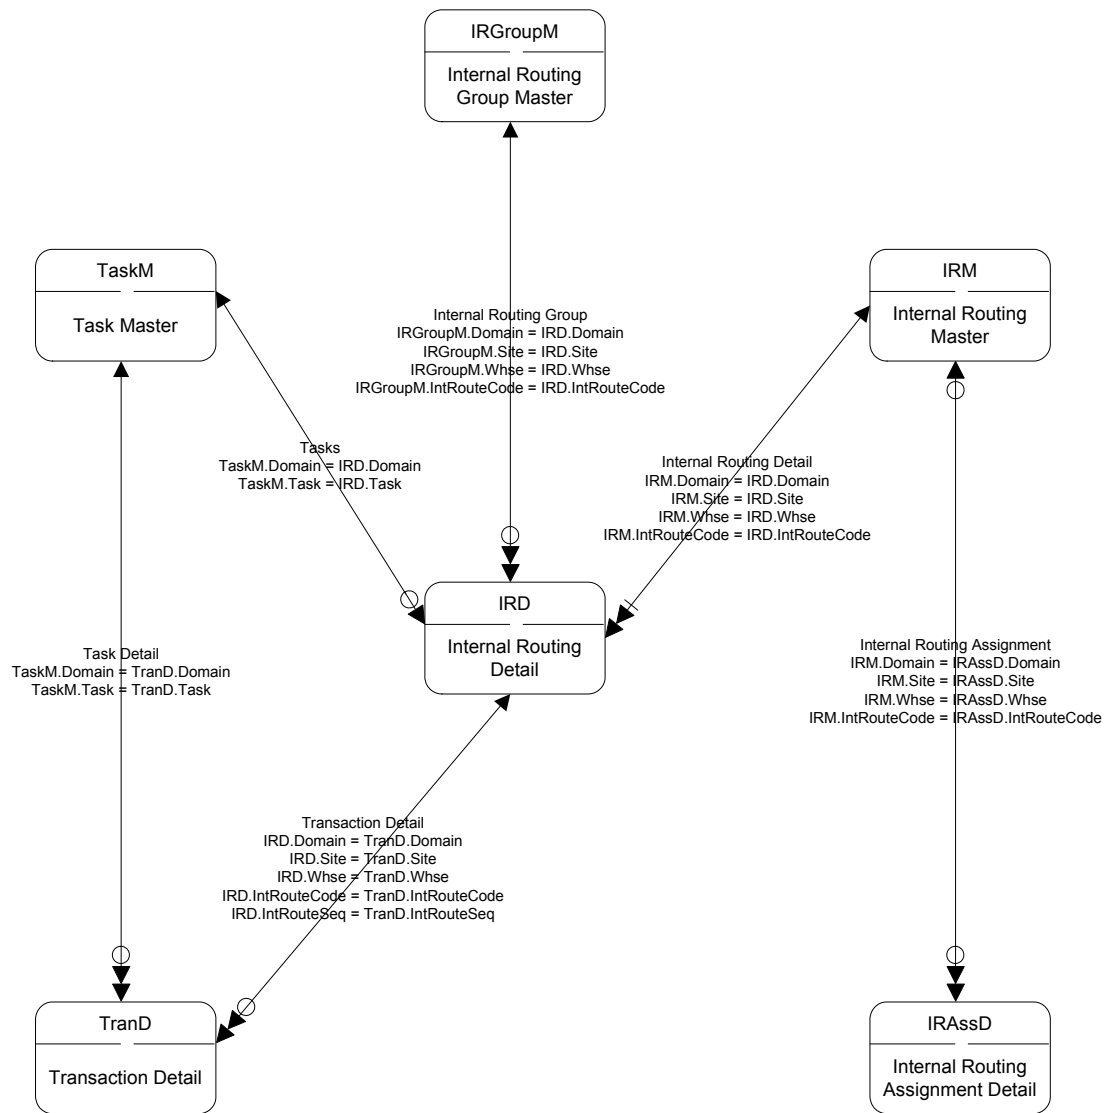 IRGroupM
Internal Routing
Group Master
TaskM
Task Master
IRM
Internal Routing
Master
Internal Routing Group
IRGroupM.Domain = IRD.Domain
IRGroupM.Site = IRD.Site
IRGroupM.Whse = IRD.Whse
IRGroupM.IntRouteCode = IRD.IntRouteCode
Tasks
TaskM.Domain = IRD.Domain
TaskM.Task = IRD.Task
Internal Routing Detail
IRM.Domain = IRD.Domain
IRM.Site = IRD.Site
IRM.Whse = IRD.Whse
IRM.IntRouteCode = IRD.IntRouteCode
IRD
Internal Routing
Detail
Task Detail
TaskM.Domain = TranD.Domain
TaskM.Task = TranD.Task
Internal Routing Assignment
IRM.Domain = IRAssD.Domain
IRM.Site = IRAssD.Site
IRM.Whse = IRAssD.Whse
IRM.IntRouteCode = IRAssD.IntRouteCode
Transaction Detail
IRD.Domain = TranD.Domain
IRD.Site = TranD.Site
IRD.Whse = TranD.Whse
IRD.IntRouteCode = TranD.IntRouteCode
IRD.IntRouteSeq = TranD.IntRouteSeq
TranD
Transaction Detail
IRAssD
Internal Routing
Assignment Detail